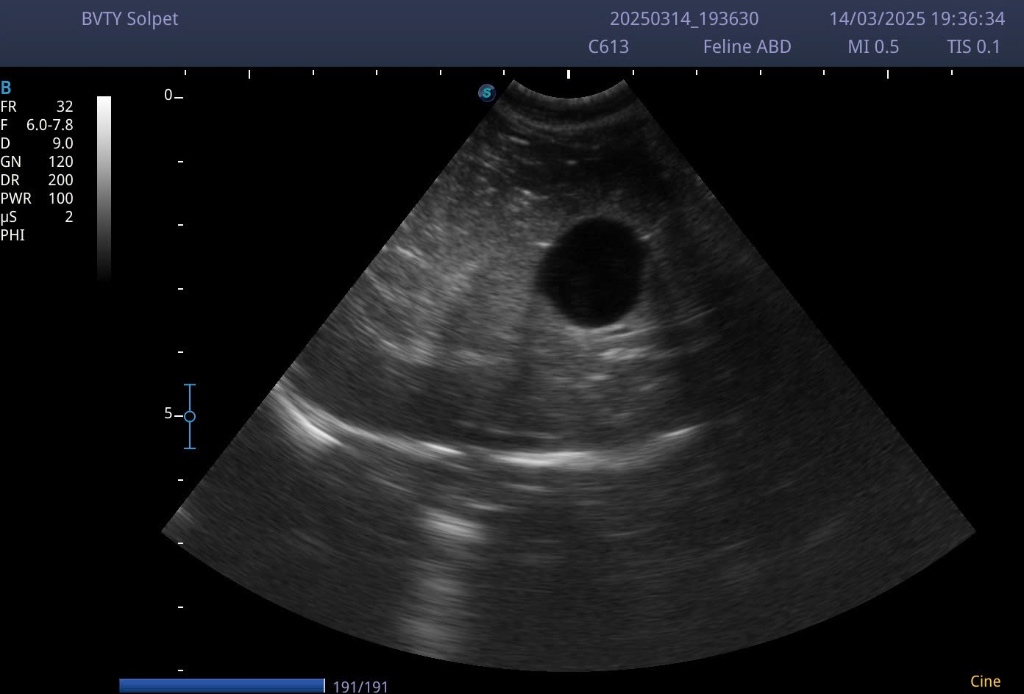 BVTY Solpet 20250314_193630 14/03/2025 19:36:34
C613 Feline ABD MI 0.5 TIS 0.1
B
FR 32
F 6.0-7.8
D 9.0
GN 120
DR 200
PWR 100
µS 2
PHI
S
0
5
191/191
Cine